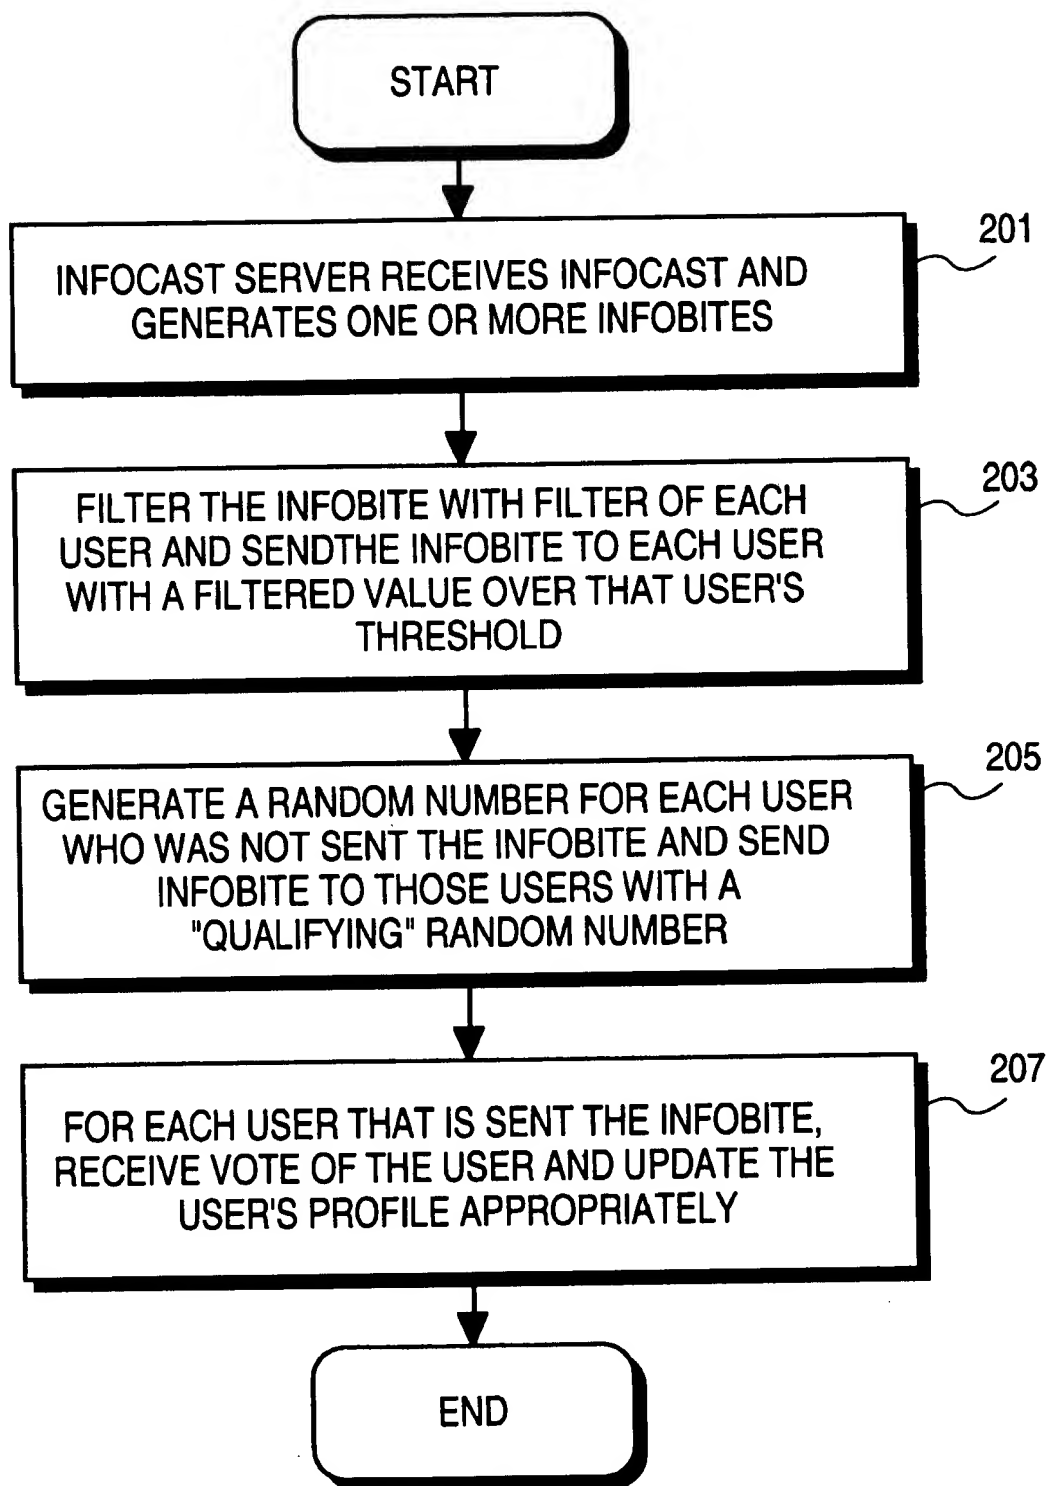 START
201
INFOCAST SERVER RECEIVES INFOCAST AND
GENERATES ONE OR MORE INFOBITES
203
FILTER THE INFOBITE WITH FILTER OF EACH
USER AND SENDTHE INFOBITE TO EACH USER
WITH A FILTERED VALUE OVER THAT USER'S
THRESHOLD
205
GENERATE A RANDOM NUMBER FOR EACH USER
WHO WAS NOT SENT THE INFOBITE AND SEND
INFOBITE TO THOSE USERS WITH A
"QUALIFYING" RANDOM NUMBER
207
FOR EACH USER THAT IS SENT THE INFOBITE,
RECEIVE VOTE OF THE USER AND UPDATE THE
USER'S PROFILE APPROPRIATELY
END